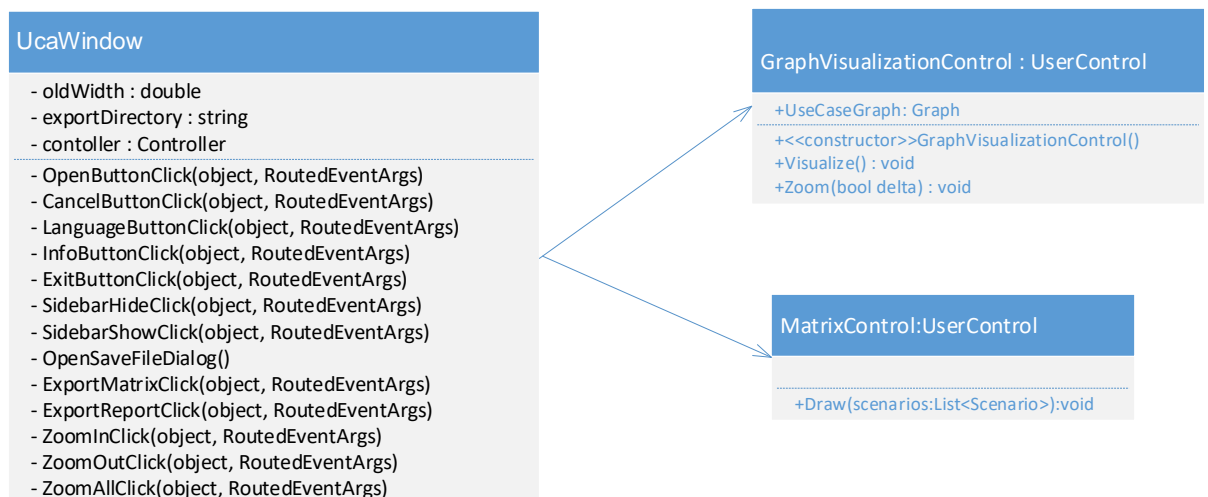 UcaWindow
- oldWidth : double
- exportDirectory : string
- contoller : Controller
- OpenButtonClick(object, RoutedEventArgs)
- CancelButtonClick(object, RoutedEventArgs)
- LanguageButtonClick(object, RoutedEventArgs)
- InfoButtonClick(object, RoutedEventArgs)
- ExitButtonClick(object, RoutedEventArgs)
- SidebarHideClick(object, RoutedEventArgs)
- SidebarShowClick(object, RoutedEventArgs)
- OpenSaveFileDialog()
- ExportMatrixClick(object, RoutedEventArgs)
- ExportReportClick(object, RoutedEventArgs)
- ZoomInClick(object, RoutedEventArgs)
- ZoomOutClick(object, RoutedEventArgs)
- ZoomAllClick(object, RoutedEventArgs)
GraphVisualizationControl : UserControl
+UseCaseGraph: Graph
+<<constructor>>GraphVisualizationControl()
+Visualize() : void
+Zoom(bool delta) : void
MatrixControl:UserControl
+Draw(scenarios:List<Scenario>):void